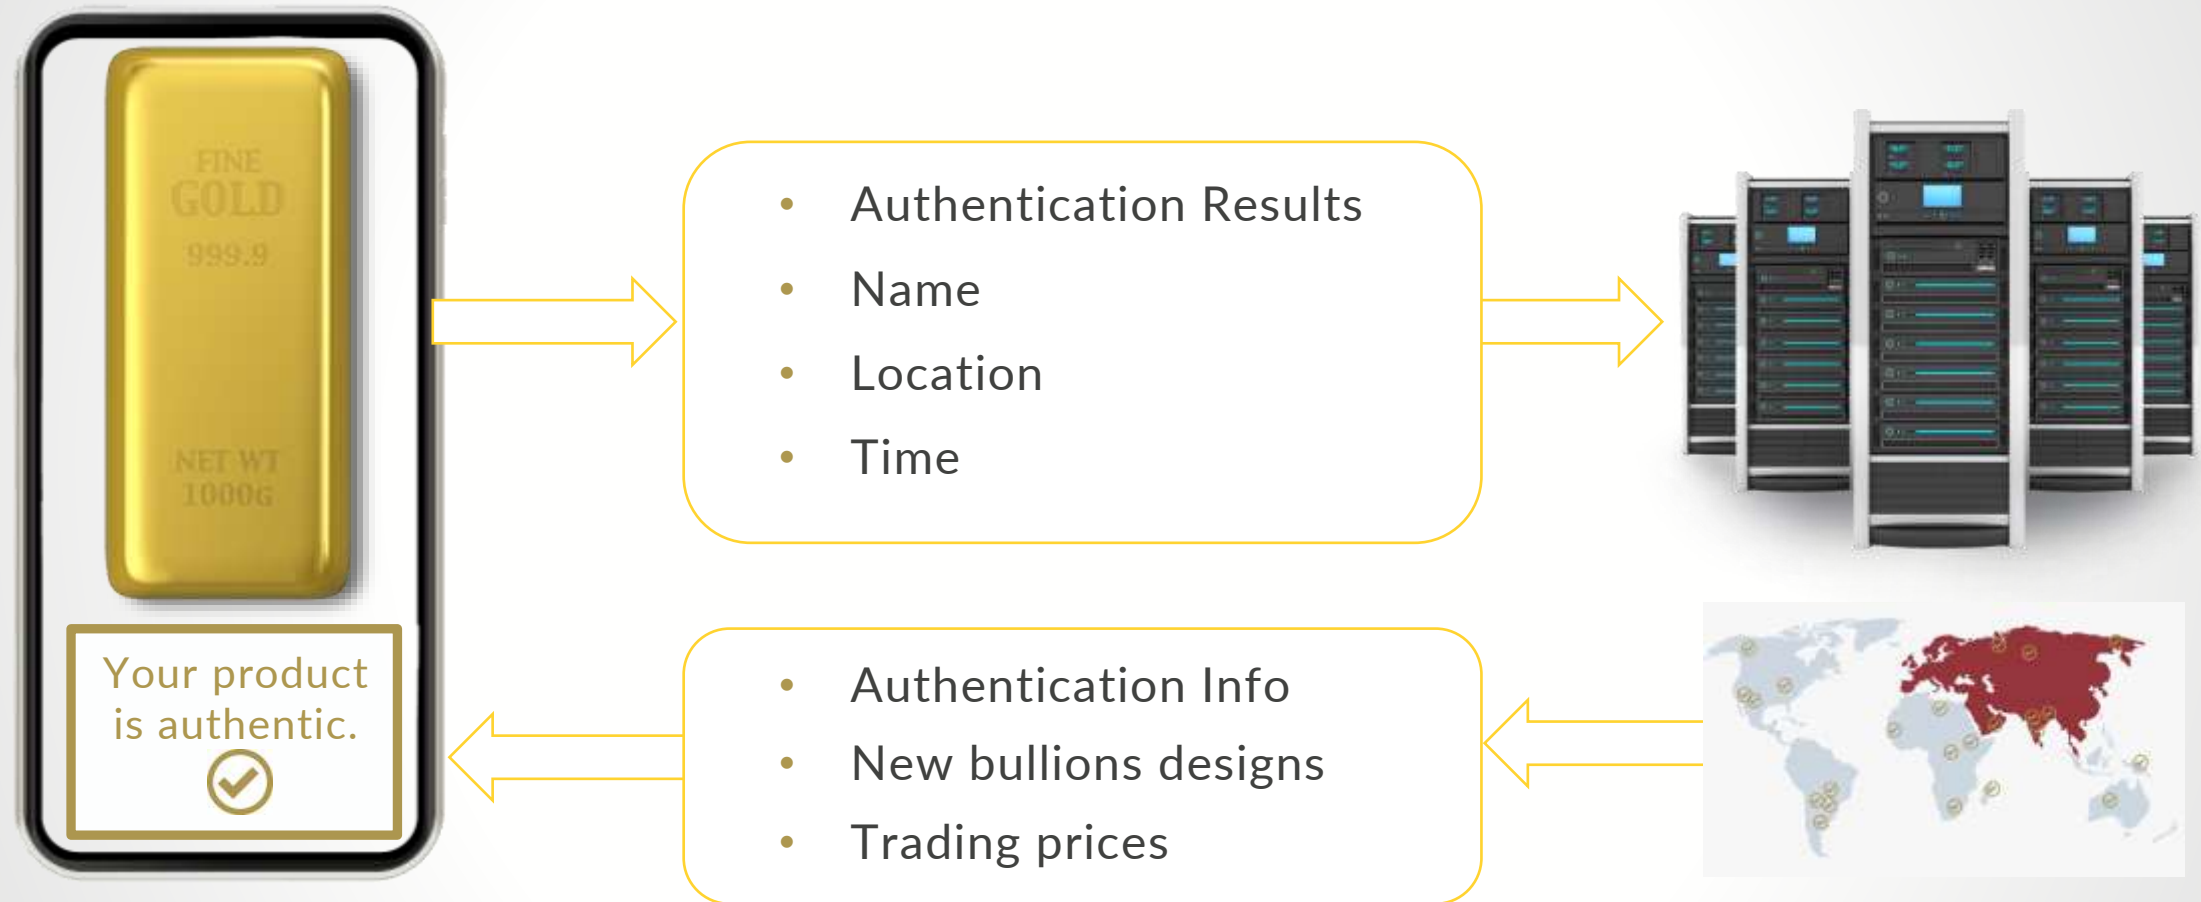 FINE
GOLD
999.9
NET WT
1000G
Your product
is authentic.
• Authentication Results
• Name
• Location
• Time
• Authentication Info
• New bullions designs
• Trading prices